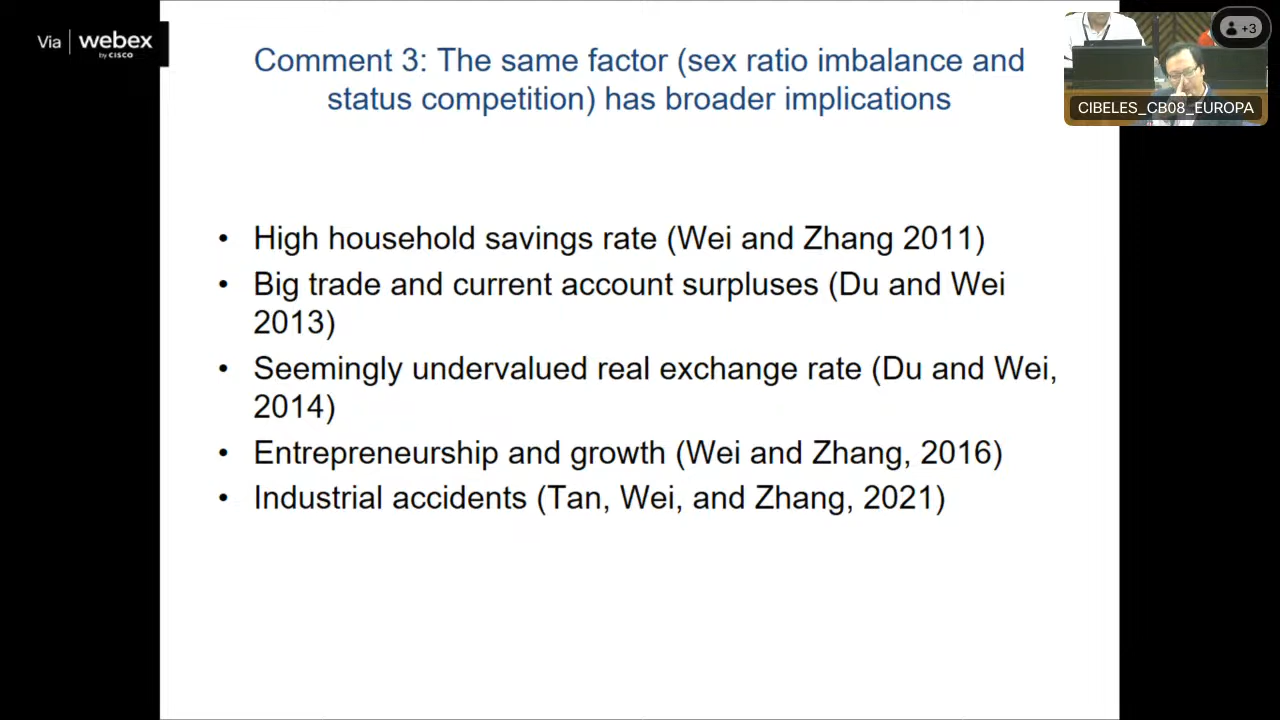 Via webex
by CISCO
+3
CIBELES_CB08_EUROPA
Comment 3: The same factor (sex ratio imbalance and
status competition) has broader implications
• High household savings rate (Wei and Zhang 2011)
• Big trade and current account surpluses (Du and Wei
2013)
• Seemingly undervalued real exchange rate (Du and Wei,
2014)
• Entrepreneurship and growth (Wei and Zhang, 2016)
• Industrial accidents (Tan, Wei, and Zhang, 2021)